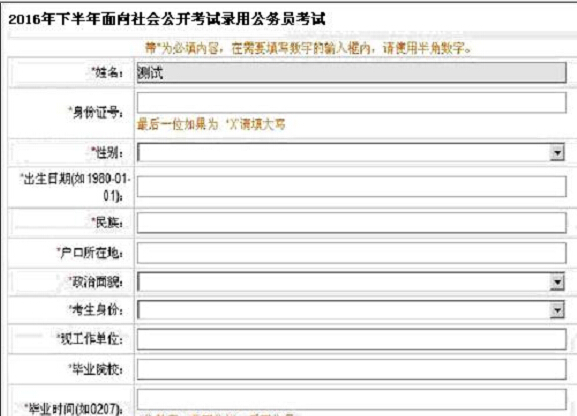 2016年下半年面向社会公开考试录用公务员考试
带*为必填内容，在需要填写数字的输入框内，请使用半角数字。
*姓名：
测试
*身份证号：
最后一位如果为“X”请填大写
*性别：
*出生日期(如1980-01-
01)：
*民族：
*户口所在地：
*政治面貌：
*考生身份：
*现工作单位：
*毕业院校：
*毕业时间(如0207)：